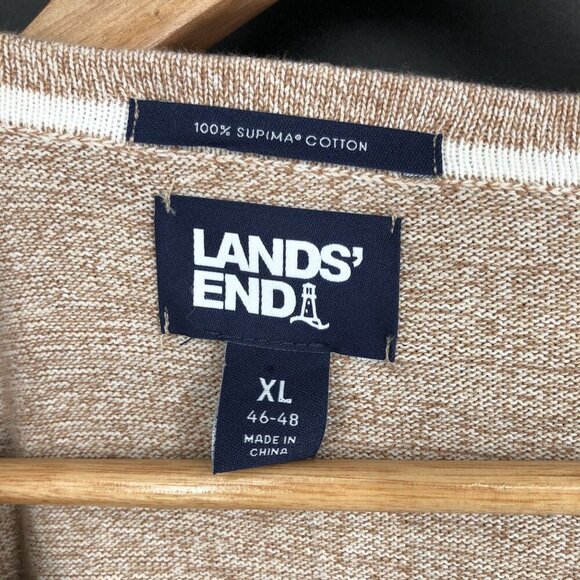 100% SUPIMA® COTTON
LANDS'
END
XL
46-48
MADE IN
CHINA